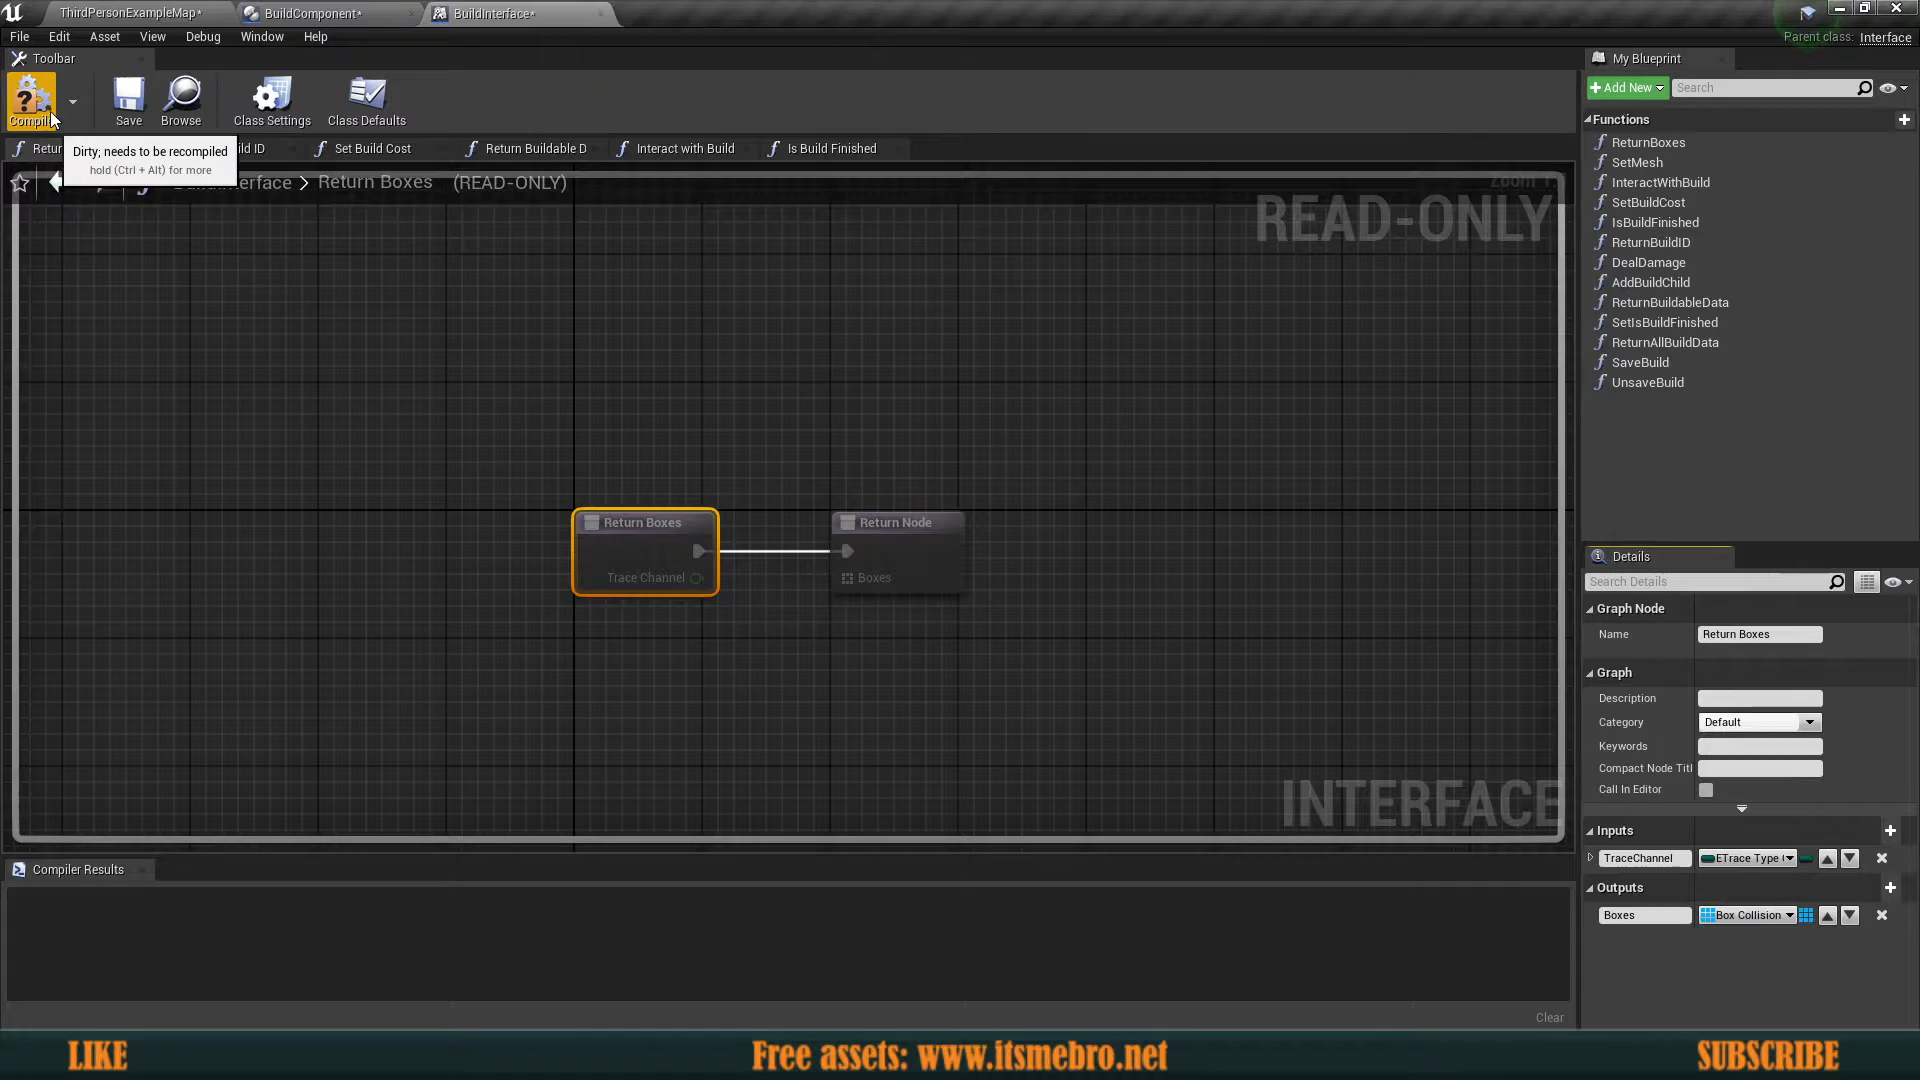 ThirdPersonExampleMap*
BuildComponent*
BuildInterface*
File Edit Asset View Debug Window Help
Parent class: Interface
Toolbar
Save
Browse
Class Settings
Class Defaults
Dirty; needs to be recompiled
hold (Ctrl + Alt) for more
Set Build Cost
Return Buildable D
Interact with Build
Is Build Finished
> Return Boxes (READ-ONLY)
READ-ONLY
Return Boxes
Trace Channel
Return Node
Boxes
INTERFACE
Compiler Results
Clear
My Blueprint
Add New
Search
Functions
ReturnBoxes
SetMesh
InteractWithBuild
SetBuildCost
IsBuildFinished
ReturnBuildID
DealDamage
AddBuildChild
ReturnBuildableData
SetIsBuildFinished
ReturnAllBuildData
SaveBuild
UnsaveBuild
Details
Search Details
Graph Node
Name Return Boxes
Graph
Description
Category Default
Keywords
Compact Node Titl
Call In Editor
Inputs
TraceChannel ETrace Type
Outputs
Boxes Box Collision
LIKE
Free assets: www.itsmebro.net
SUBSCRIBE